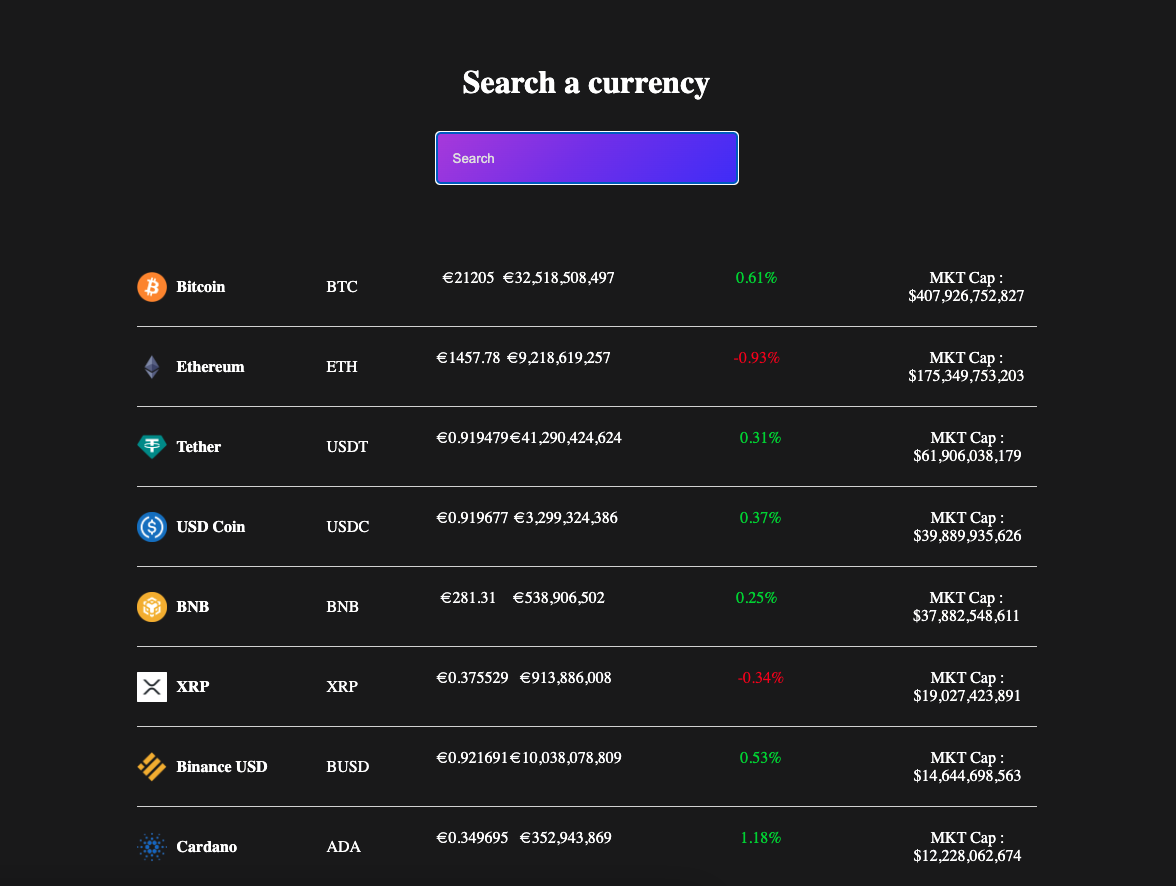 Search a currency
Search
Bitcoin BTC €21205 €32,518,508,497 0.61% MKT Cap :
$407,926,752,827
Ethereum ETH €1457.78 €9,218,619,257 -0.93% MKT Cap :
$175,349,753,203
Tether USDT €0.919479 €41,290,424,624 0.31% MKT Cap :
$61,906,038,179
USD Coin USDC €0.919677 €3,299,324,386 0.37% MKT Cap :
$39,889,935,626
BNB BNB €281.31 €538,906,502 0.25% MKT Cap :
$37,882,548,611
XRP XRP €0.375529 €913,886,008 -0.34% MKT Cap :
$19,027,423,891
Binance USD BUSD €0.921691 €10,038,078,809 0.53% MKT Cap :
$14,644,698,563
Cardano ADA €0.349695 €352,943,869 1.18% MKT Cap :
$12,228,062,674